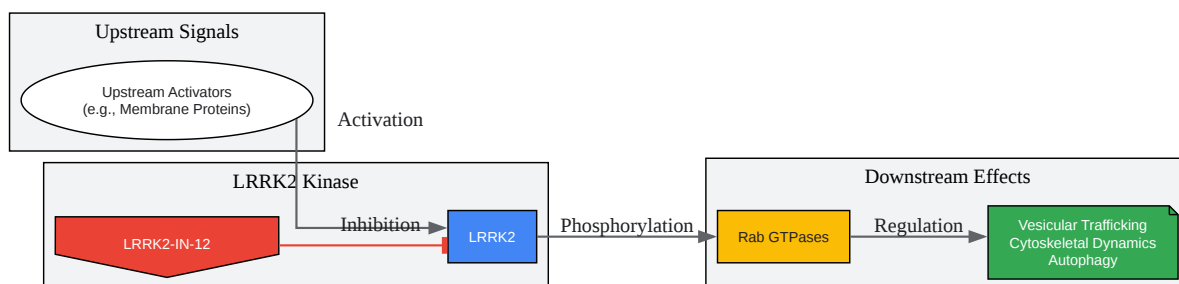 Upstream Signals
Upstream Activators
(e.g., Membrane Proteins)
Activation
LRRK2 Kinase
LRRK2-IN-12
Inhibition
LRRK2
Phosphorylation
Downstream Effects
Rab GTPases
Regulation
Vesicular Trafficking
Cytoskeletal Dynamics
Autophagy